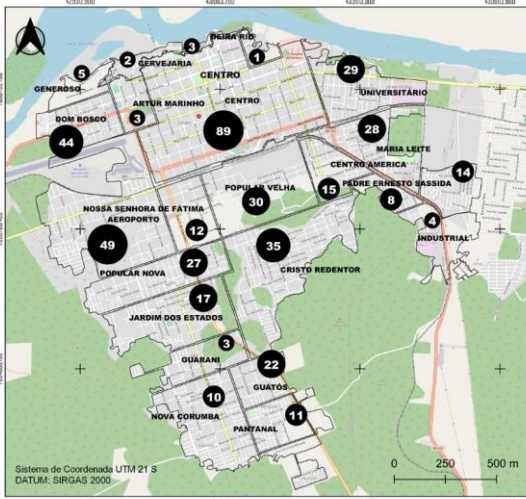 BEIRA RIO
3
2
CERVEJARIA
1
5
CENTRO
29
GENEROSO
UNIVERSITÁRIO
ARTUR MARINHO
CENTRO
DOM BOSCO
3
89
28
44
MARIA LEITE
CENTRO AMERICA
14
POPULAR VELHA
PADRE ERNESTO SASSIDA
15
30
8
NOSSA SENHORA DE FÁTIMA
AEROPORTO
4
12
INDUSTRIAL
49
35
27
POPULAR NOVA
CRISTO REDENTOR
17
JARDIM DOS ESTADOS
3
GUARANI
22
GUATÓS
10
NOVA CORUMBA
11
PANTANAL
Sistema de Coordenada UTM 21 S
DATUM: SIRGAS 2000
0 250 500 m